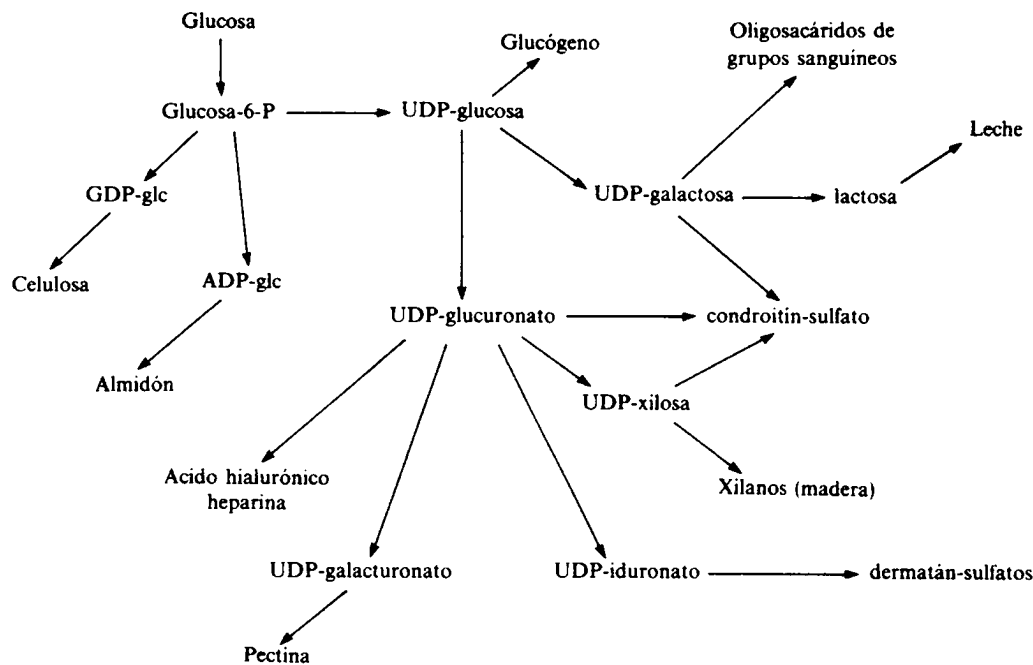 Glucosa
Glucógeno
Oligosacáridos de
grupos sanguíneos
Glucosa-6-P
UDP-glucosa
Leche
GDP-glc
UDP-galactosa
lactosa
Celulosa
ADP-glc
UDP-glucuronato
condroitín-sulfato
Almidón
UDP-xilosa
Acido hialurónico
heparina
Xilanos (madera)
UDP-galacturonato
UDP-iduronato
dermatán-sulfatos
Pectina